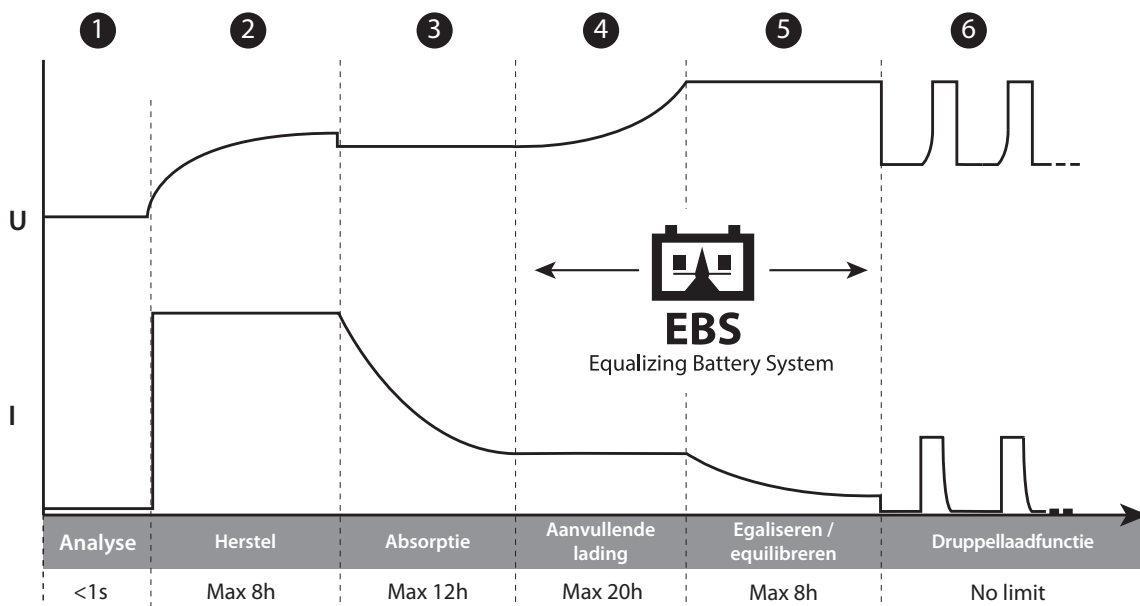 1 2 3 4 5 6
U
EBS
Equalizing Battery System
I
Analyse Herstel Absorptie Aanvullende lading Egaliseren / equilibreren Druppellaadfunctie
<1s Max 8h Max 12h Max 20h Max 8h No limit